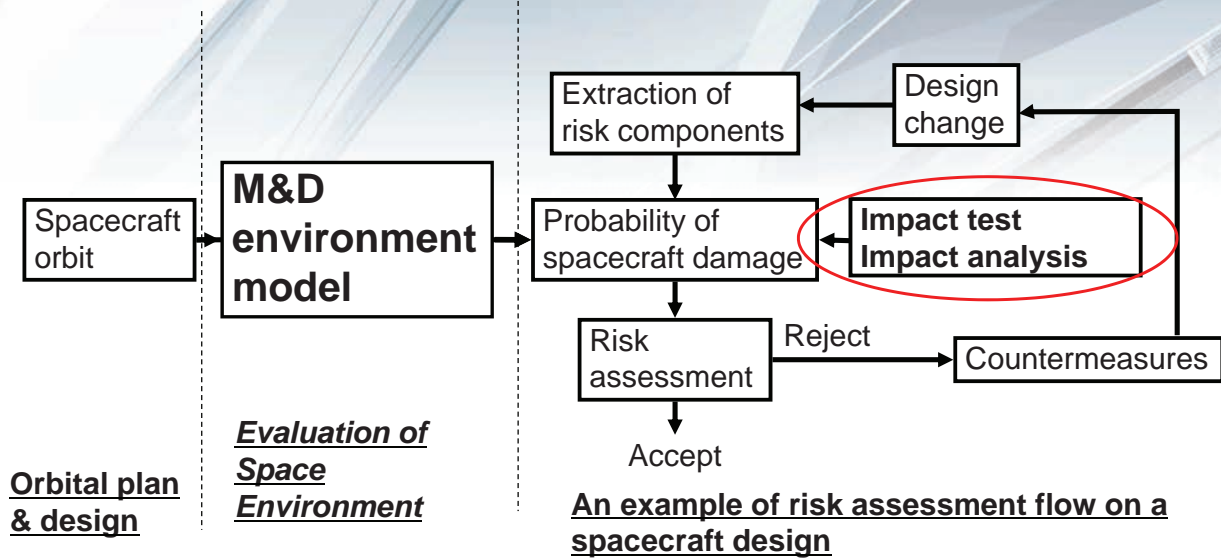 Spacecraft
orbit
Orbital plan
& design
M&D
environment
model
Evaluation of
Space
Environment
Extraction of
risk components
Design
change
Probability of
spacecraft damage
Impact test
Impact analysis
Risk
assessment
Reject
Countermeasures
Accept
An example of risk assessment flow on a
spacecraft design